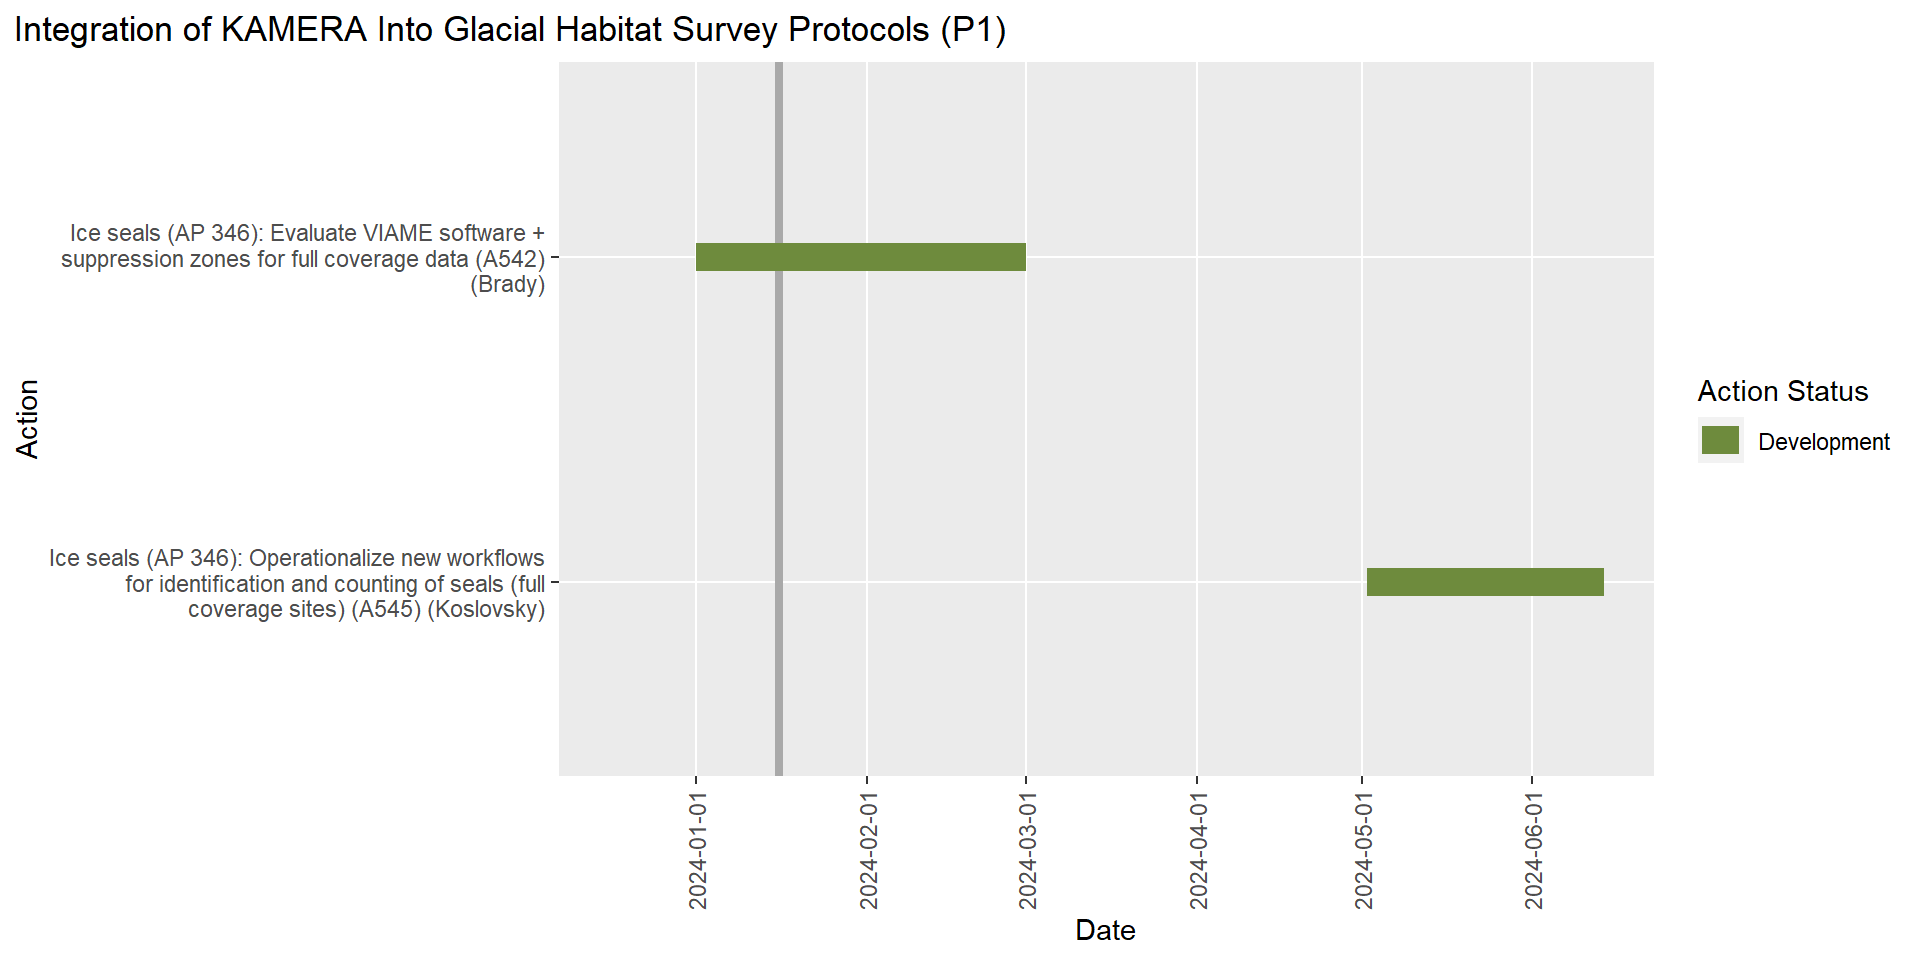 Integration of KAMERA Into Glacial Habitat Survey Protocols (P1)
Action
Ice seals (AP 346): Evaluate VIAME software +
suppression zones for full coverage data (A542)
(Brady)
Ice seals (AP 346): Operationalize new workflows
for identification and counting of seals (full
coverage sites) (A545) (Koslovsky)
2024-01-01
2024-02-01
2024-03-01
2024-04-01
2024-05-01
2024-06-01
Date
Action Status
Development